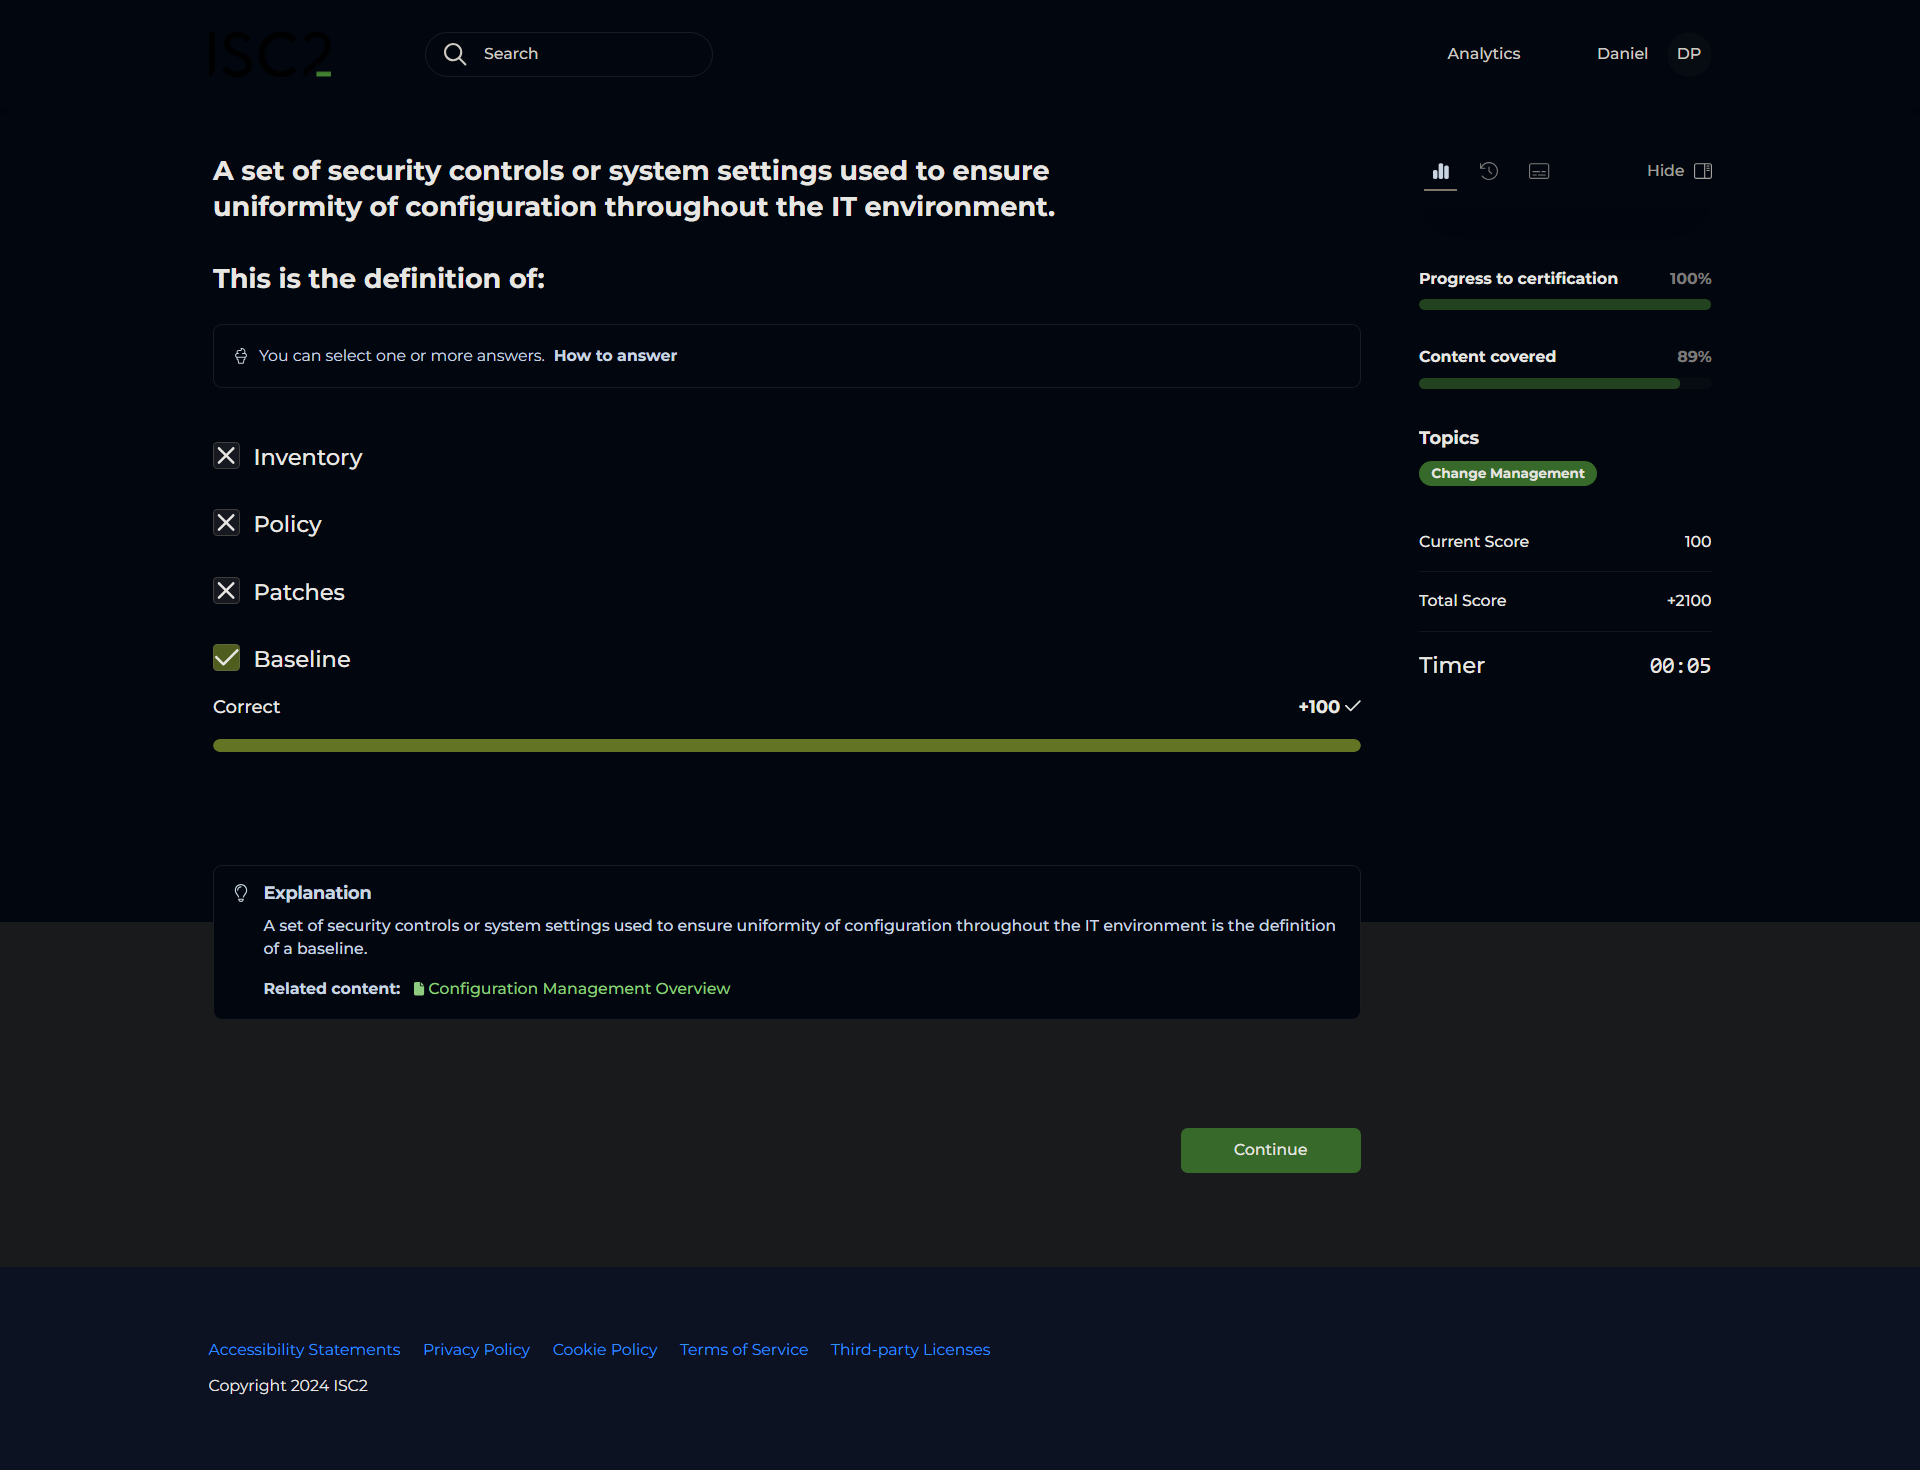 ISC2
Search
Analytics
Daniel
DP
A set of security controls or system settings used to ensure
uniformity of configuration throughout the IT environment.
This is the definition of:
You can select one or more answers. How to answer
Inventory
Policy
Patches
Baseline
Correct
+100
Explanation
A set of security controls or system settings used to ensure uniformity of configuration throughout the IT environment is the definition
of a baseline.
Related content: Configuration Management Overview
Continue
Hide
Progress to certification 100%
Content covered 89%
Topics
Change Management
Current Score 100
Total Score +2100
Timer 00:05
Accessibility Statements Privacy Policy Cookie Policy Terms of Service Third-party Licenses
Copyright 2024 ISC2